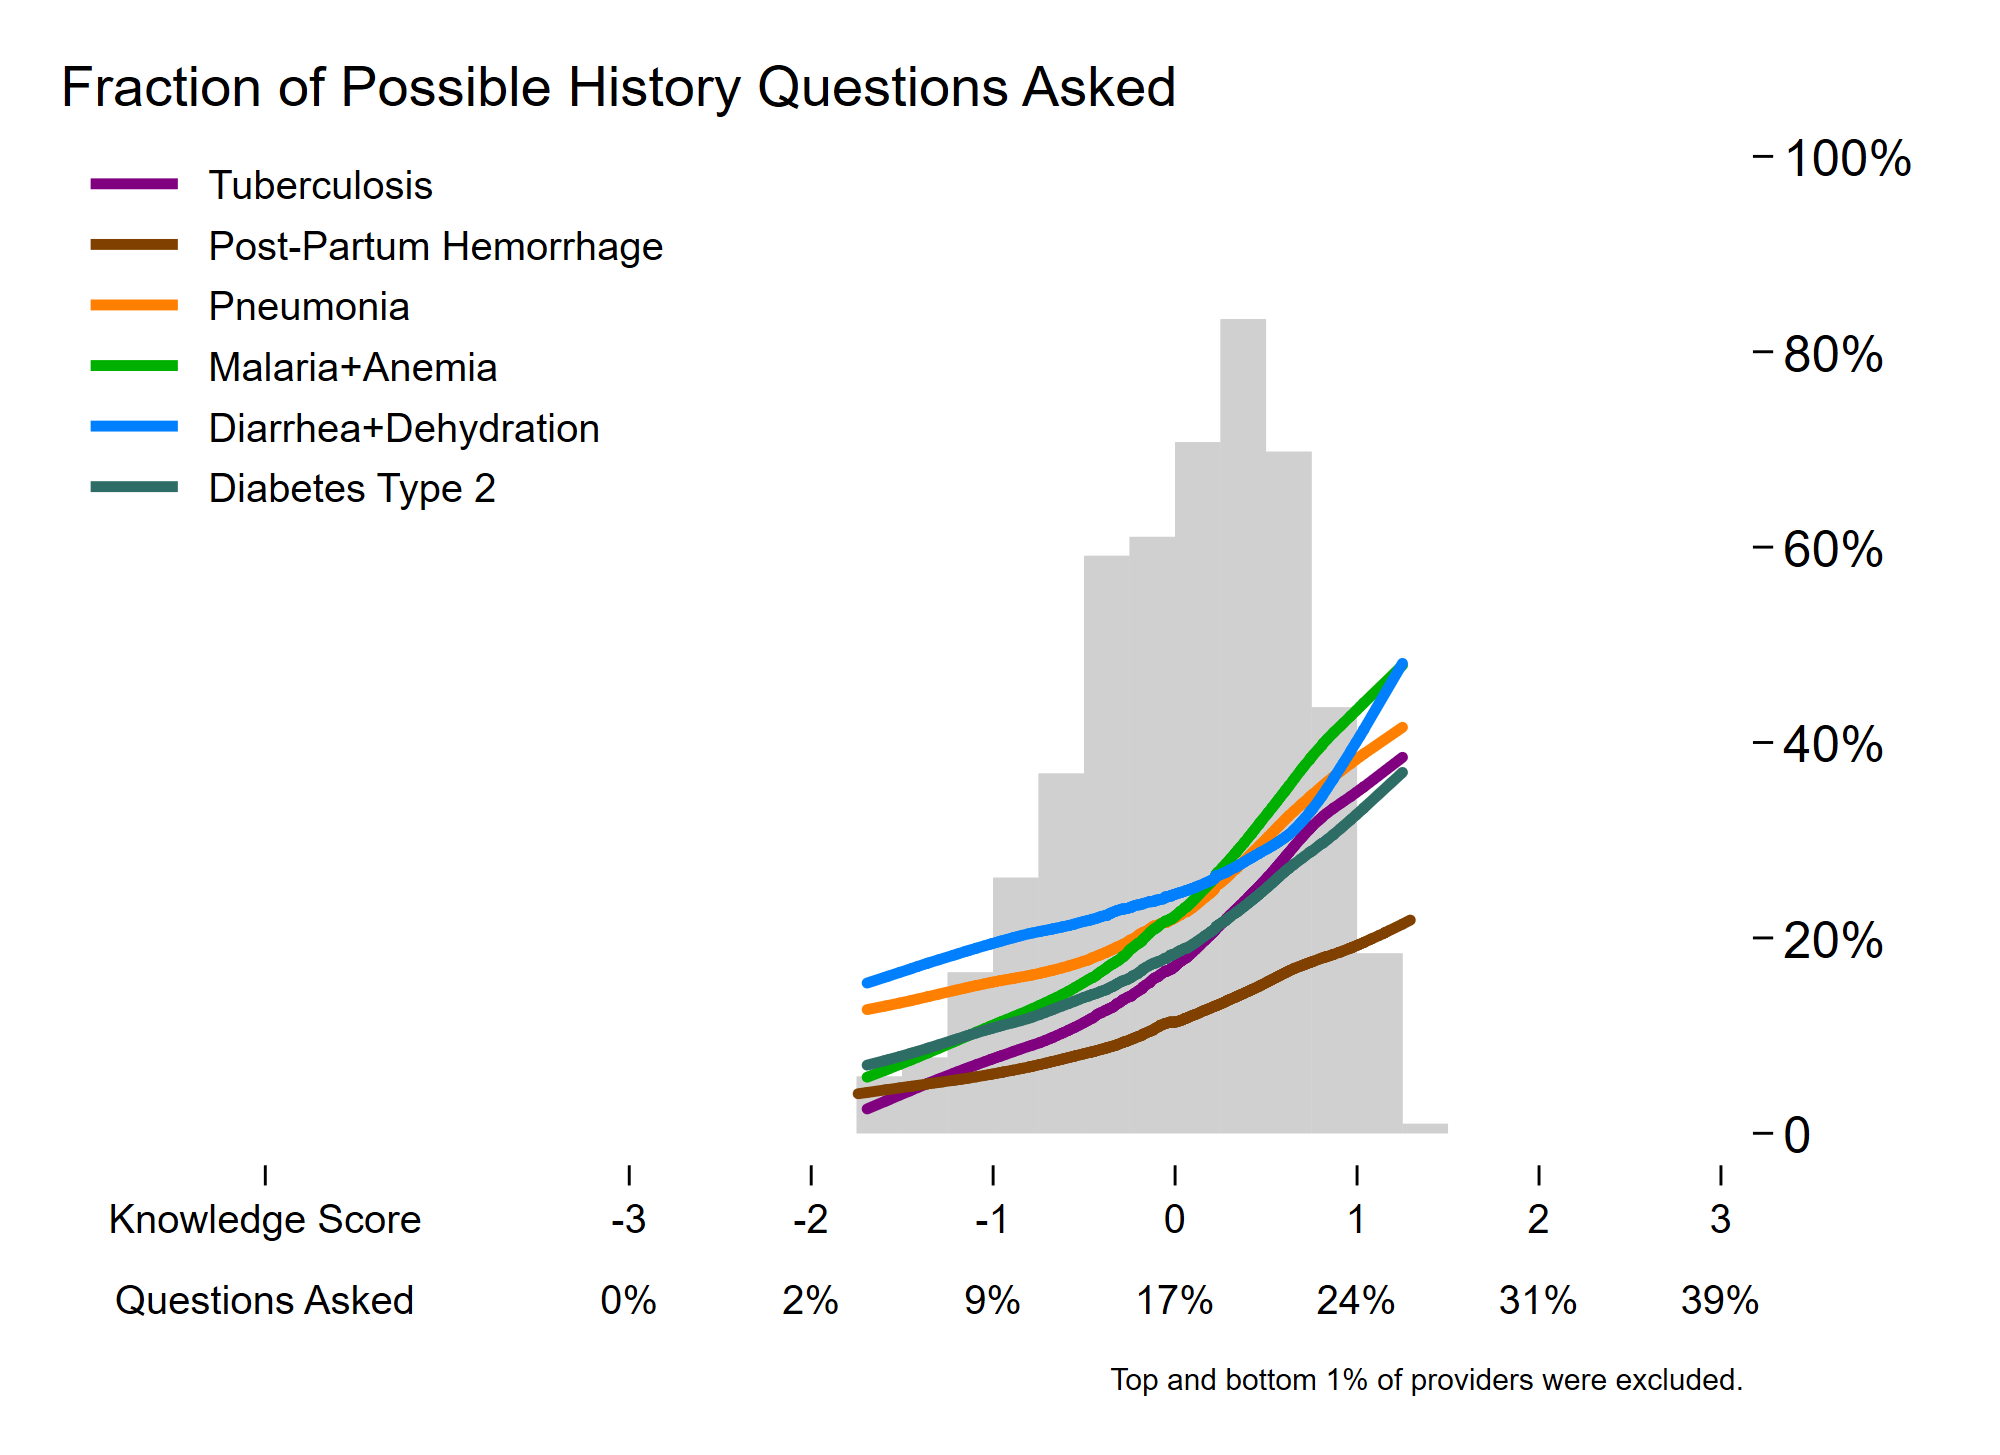 Fraction of Possible History Questions Asked
Tuberculosis
Post-Partum Hemorrhage
Pneumonia
Malaria+Anemia
Diarrhea+Dehydration
Diabetes Type 2
100%
80%
60%
40%
20%
0
Knowledge Score -3 -2 -1 0 1 2 3
Questions Asked 0% 2% 9% 17% 24% 31% 39%
Top and bottom 1% of providers were excluded.